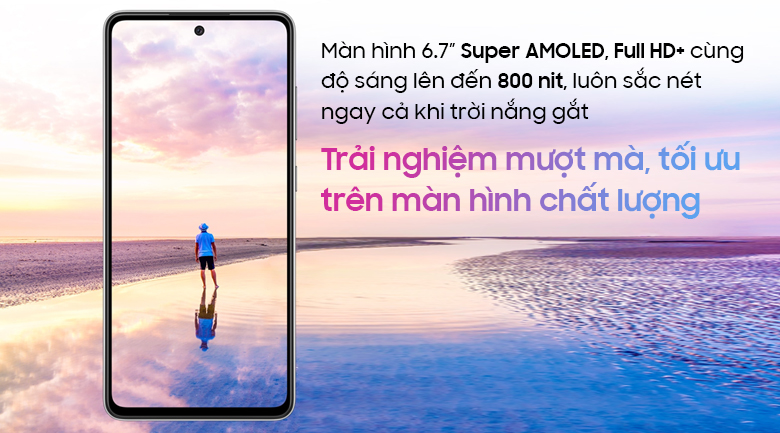 Màn hình 6.7” Super AMOLED, Full HD+ cùng
độ sáng lên đến 800 nit, luôn sắc nét
ngay cả khi trời nắng gắt
Trải nghiệm mượt mà, tối ưu
trên màn hình chất lượng